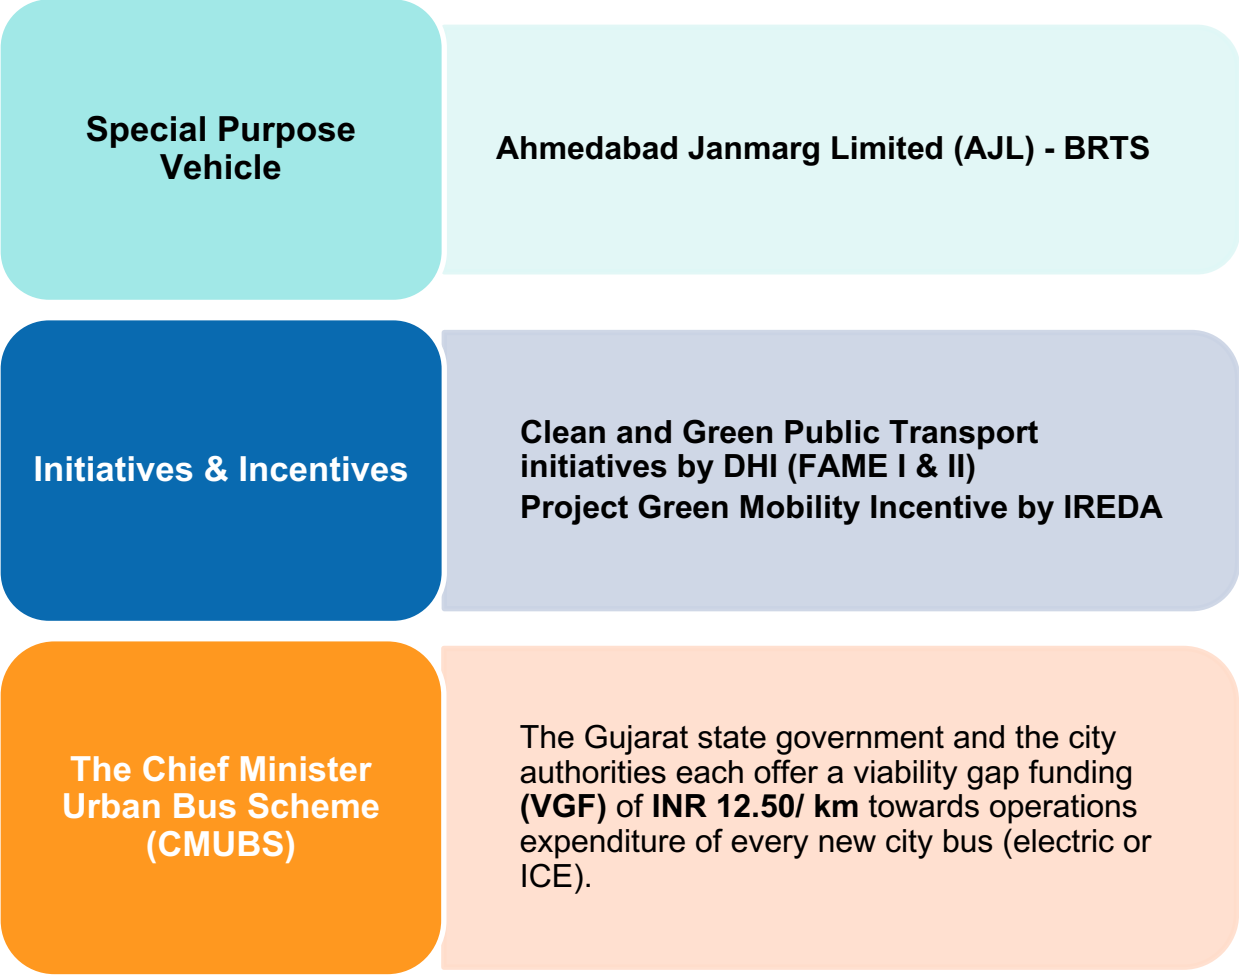 Special Purpose
Vehicle
Ahmedabad Janmarg Limited (AJL) - BRTS
Initiatives & Incentives
Clean and Green Public Transport
initiatives by DHI (FAME I & II)
Project Green Mobility Incentive by IREDA
The Chief Minister
Urban Bus Scheme
(CMUBS)
The Gujarat state government and the city
authorities each offer a viability gap funding
(VGF) of INR 12.50/ km towards operations
expenditure of every new city bus (electric or
ICE).